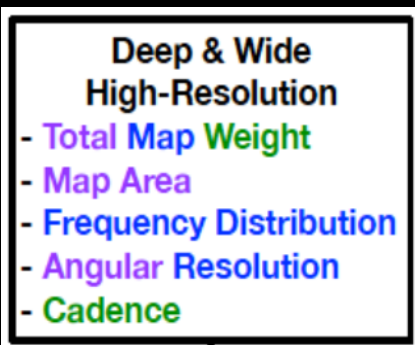 Deep & Wide
High-Resolution
- Total Map Weight
- Map Area
- Frequency Distribution
- Angular Resolution
- Cadence